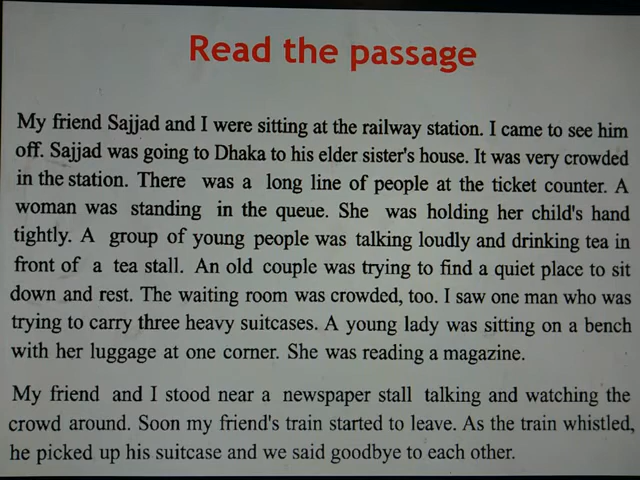 Read the passage
My friend Sajjad and I were sitting at the railway station. I came to see him
off. Sajjad was going to Dhaka to his elder sister's house. It was very crowded
in the station. There was a long line of people at the ticket counter. A
woman was standing in the queue. She was holding her child's hand
tightly. A group of young people was talking loudly and drinking tea in
front of a tea stall. An old couple was trying to find a quiet place to sit
down and rest. The waiting room was crowded, too. I saw one man who was
trying to carry three heavy suitcases. A young lady was sitting on a bench
with her luggage at one corner. She was reading a magazine.
My friend and I stood near a newspaper stall talking and watching the
crowd around. Soon my friend's train started to leave. As the train whistled,
he picked up his suitcase and we said goodbye to each other.